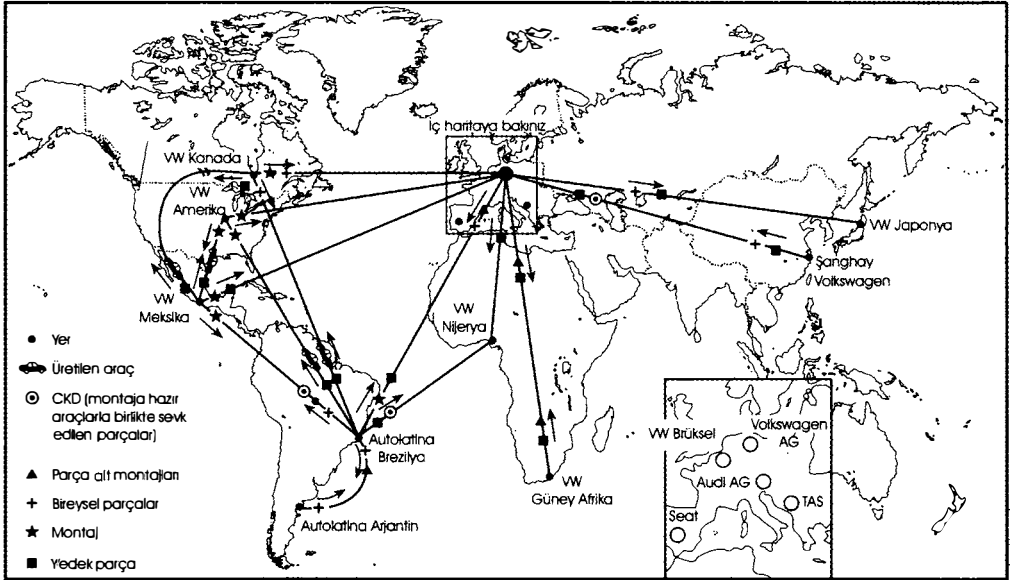 İç haritaya bakınız
VW Kanada
VW
Amerika
VW Japonya
Şanghay
Volkswagen
VW
Meksika
VW
Nijerya
Yer
Üretilen araç
CKD (montaja hazır
araçlarla birlikte sevk
edilen parçalar)
Parça alt montajları
Bireysel parçalar
Montaj
Yedek parça
Autolatina
Brezilya
Autolatina Arjantin
VW
Güney Afrika
VW Brüksel
Volkswagen
AG
Audi AG
TAS
Seat